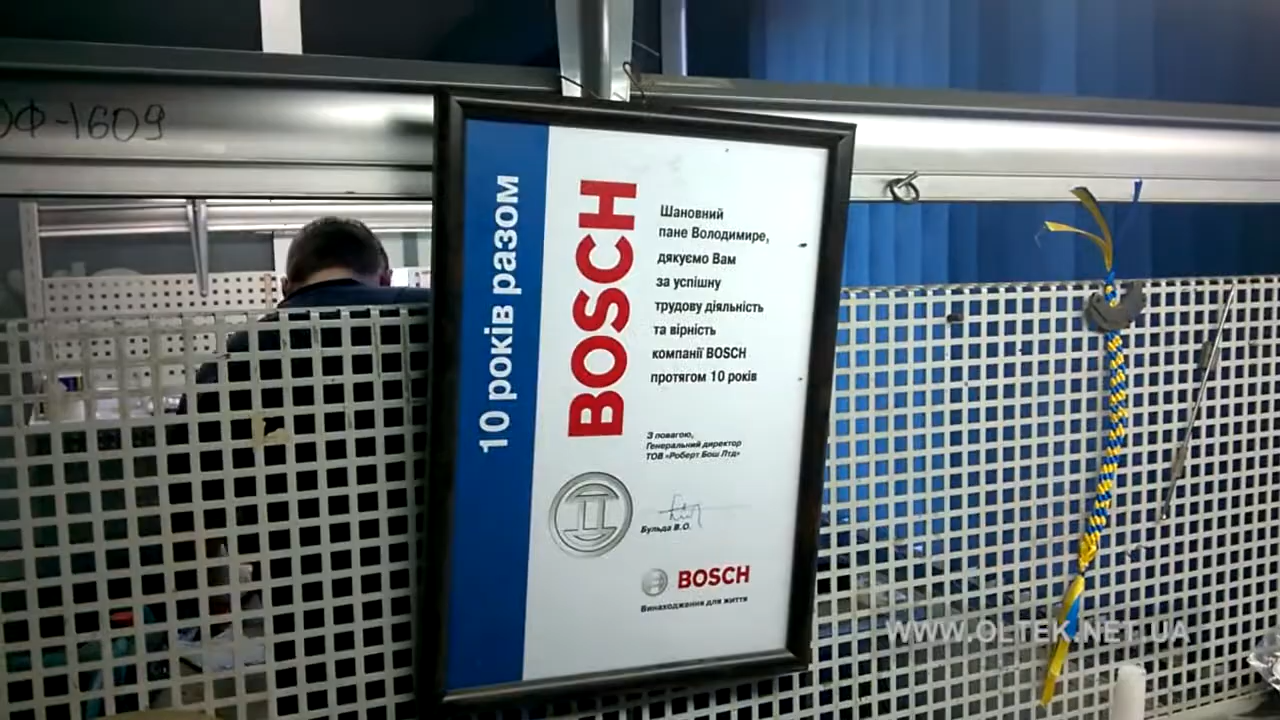 ОФ-1609
10 років разом
BOSCH
Шановний
пане Володимире,
дякуємо Вам
за успішну
трудову діяльність
та вірність
компанії BOSCH
протягом 10 років
З повагою,
Генеральний директор
ТОВ «Роберт Бош Лтд»
Бульда В.О.
BOSCH
Винаходжання для життя
WWW.OLTEK.NET.UA